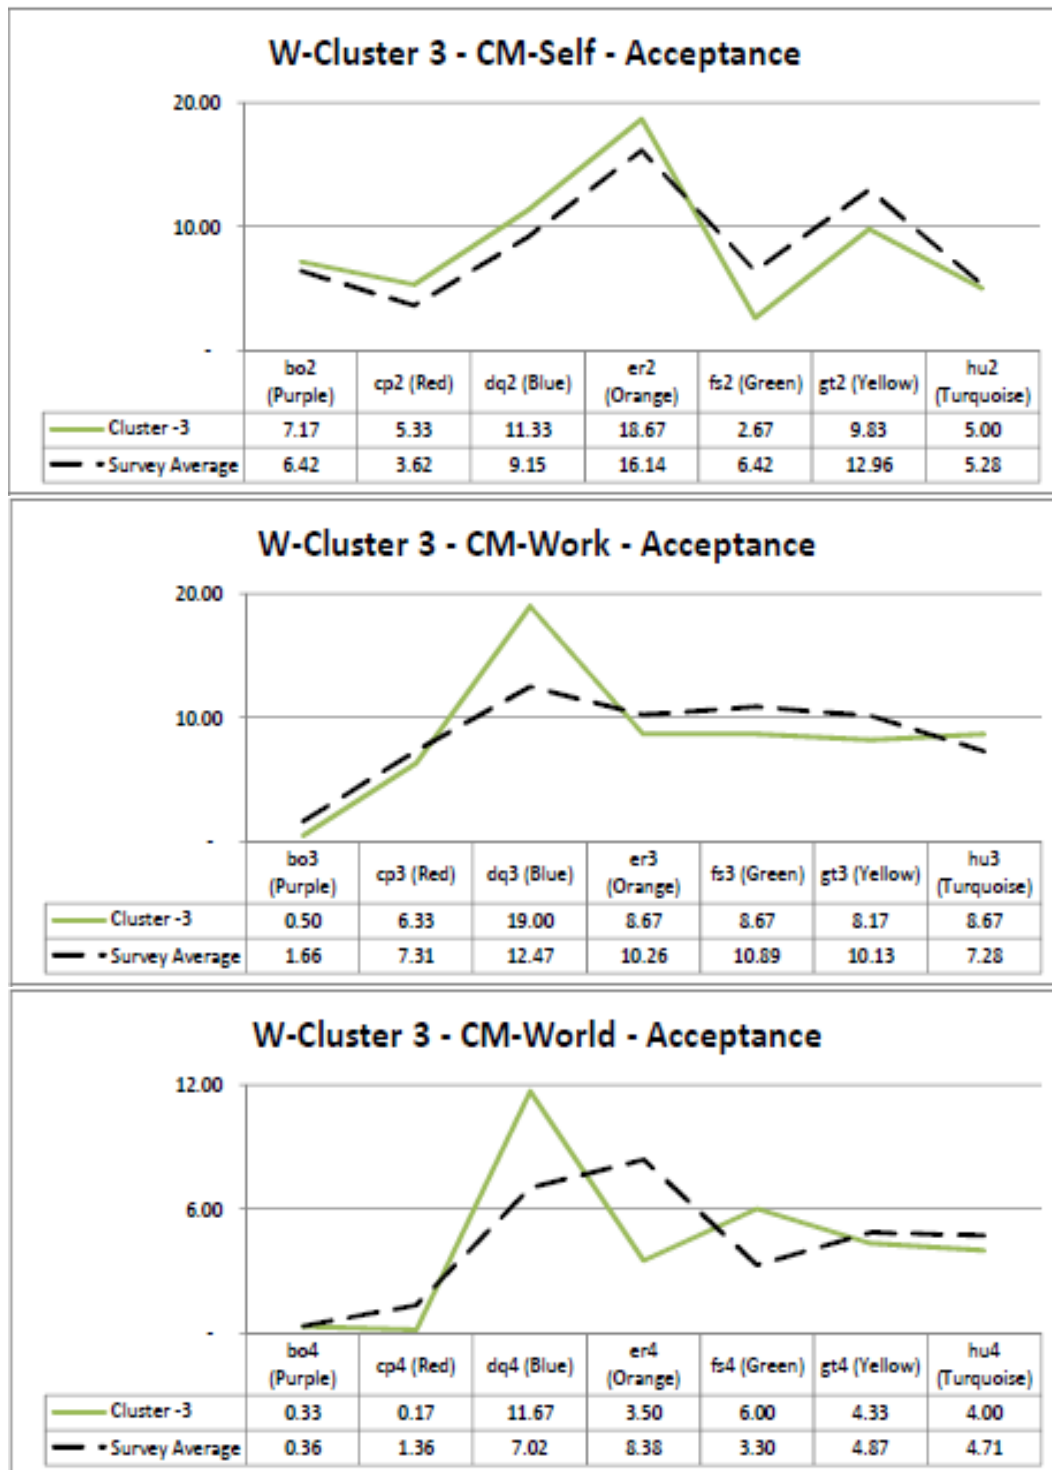 W-Cluster 3 - CM-Self - Acceptance
20.00
10.00
-
bo2 (Purple) cp2 (Red) dq2 (Blue) er2 (Orange) fs2 (Green) gt2 (Yellow) hu2 (Turquoise)
Cluster -3 7.17 5.33 11.33 18.67 2.67 9.83 5.00
Survey Average 6.42 3.62 9.15 16.14 6.42 12.96 5.28
W-Cluster 3 - CM-Work - Acceptance
20.00
10.00
-
bo3 (Purple) cp3 (Red) dq3 (Blue) er3 (Orange) fs3 (Green) gt3 (Yellow) hu3 (Turquoise)
Cluster -3 0.50 6.33 19.00 8.67 8.67 8.17 8.67
Survey Average 1.66 7.31 12.47 10.26 10.89 10.13 7.28
W-Cluster 3 - CM-World - Acceptance
12.00
6.00
-
bo4 (Purple) cp4 (Red) dq4 (Blue) er4 (Orange) fs4 (Green) gt4 (Yellow) hu4 (Turquoise)
Cluster -3 0.33 0.17 11.67 3.50 6.00 4.33 4.00
Survey Average 0.36 1.36 7.02 8.38 3.30 4.87 4.71